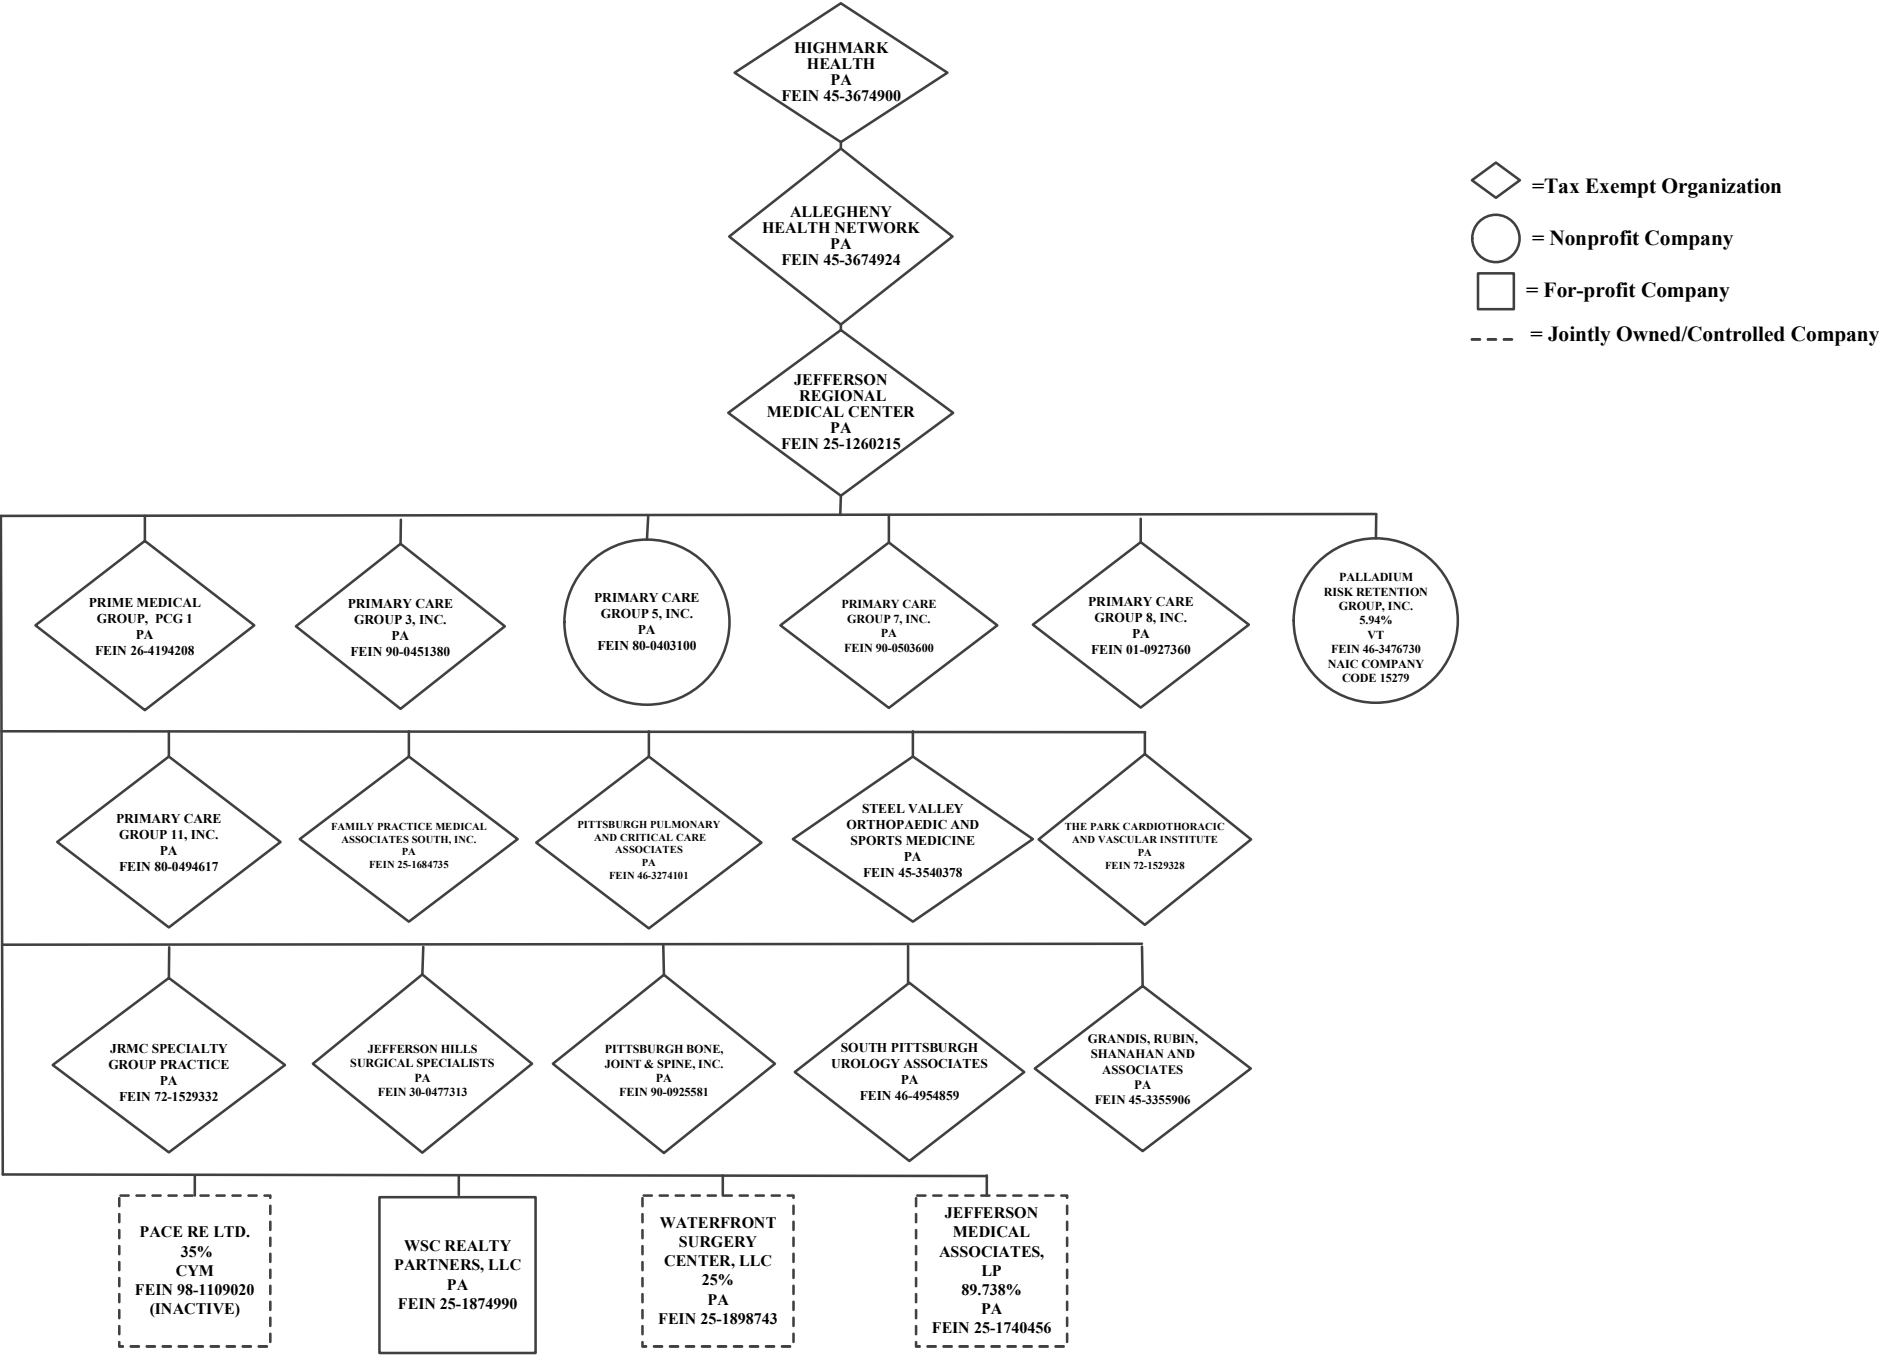 HIGHMARK
HEALTH
PA
FEIN 45-3674900
ALLEGHENY
HEALTH NETWORK
PA
FEIN 45-3674924
=Tax Exempt Organization
= Nonprofit Company
= For-profit Company
= Jointly Owned/Controlled Company
JEFFERSON
REGIONAL
MEDICAL CENTER
PA
FEIN 25-1260215
PRIME MEDICAL
GROUP, PCG 1
PA
FEIN 26-4194208
PRIMARY CARE
GROUP 3, INC.
PA
FEIN 90-0451380
PRIMARY CARE
GROUP 5, INC.
PA
FEIN 80-0403100
PRIMARY CARE
GROUP 7, INC.
PA
FEIN 90-0503600
PRIMARY CARE
GROUP 8, INC.
PA
FEIN 01-0927360
PALLADIUM
RISK RETENTION
GROUP, INC.
5.94%
VT
FEIN 46-3476730
NAIC COMPANY
CODE 15279
PRIMARY CARE
GROUP 11, INC.
PA
FEIN 80-0494617
FAMILY PRACTICE MEDICAL
ASSOCIATES SOUTH, INC.
PA
FEIN 25-1684735
PITTSBURGH PULMONARY
AND CRITICAL CARE
ASSOCIATES
PA
FEIN 46-3274101
STEEL VALLEY
ORTHOPAEDIC AND
SPORTS MEDICINE
PA
FEIN 45-3540378
THE PARK CARDIOTHORACIC
AND VASCULAR INSTITUTE
PA
FEIN 72-1529328
JRMC SPECIALTY
GROUP PRACTICE
PA
FEIN 72-1529332
JEFFERSON HILLS
SURGICAL SPECIALISTS
PA
FEIN 30-0477313
PITTSBURGH BONE,
JOINT & SPINE, INC.
PA
FEIN 90-0925581
SOUTH PITTSBURGH
UROLOGY ASSOCIATES
PA
FEIN 46-4954859
GRANDIS, RUBIN,
SHANAHAN AND
ASSOCIATES
PA
FEIN 45-3355906
PACE RE LTD.
35%
CYM
FEIN 98-1109020
(INACTIVE)
WSC REALTY
PARTNERS, LLC
PA
FEIN 25-1874990
WATERFRONT
SURGERY
CENTER, LLC
25%
PA
FEIN 25-1898743
JEFFERSON
MEDICAL
ASSOCIATES,
LP
89.738%
PA
FEIN 25-1740456